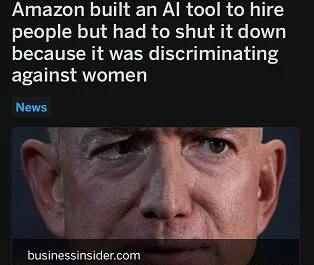 Amazon built an AI tool to hire
people but had to shut it down
because it was discriminating
against women
News
businessinsider.com